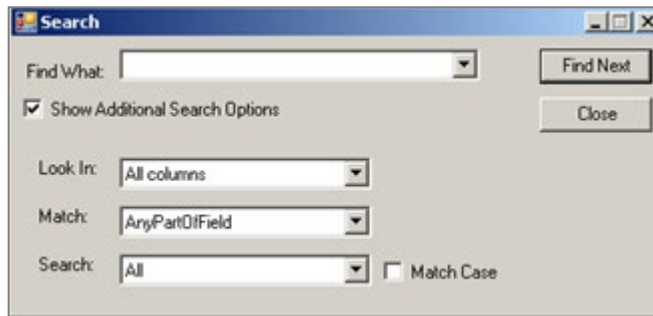 Search
Find What: Find Next
Show Additional Search Options
Close
Look In: All columns
Match: AnyPartOfField
Search: All Match Case